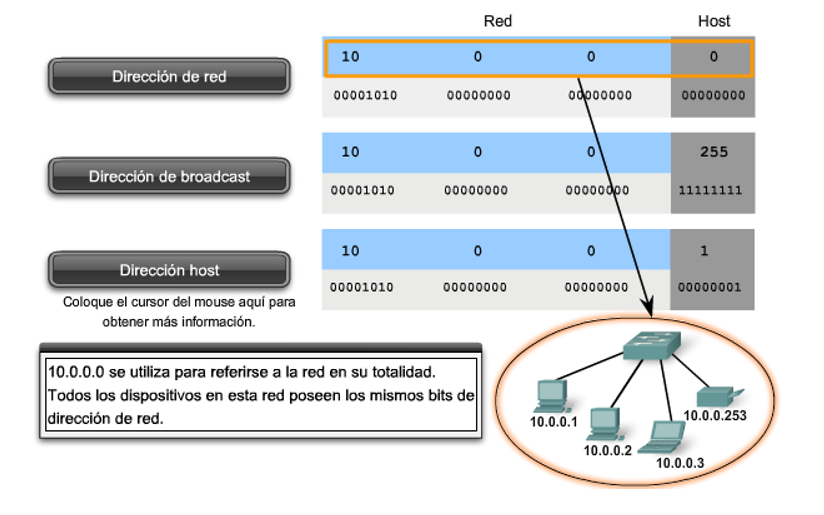 Red Host
Dirección de red
10 0 0 0
00001010 00000000 00000000 00000000
Dirección de broadcast
10 0 0 255
00001010 00000000 00000000 11111111
Dirección host
10 0 0 1
00001010 00000000 00000000 00000001
Coloque el cursor del mouse aquí para
obtener más información.
10.0.0.0 se utiliza para referirse a la red en su totalidad.
Todos los dispositivos en esta red poseen los mismos bits de
dirección de red.
10.0.0.1
10.0.0.2
10.0.0.3
10.0.0.253